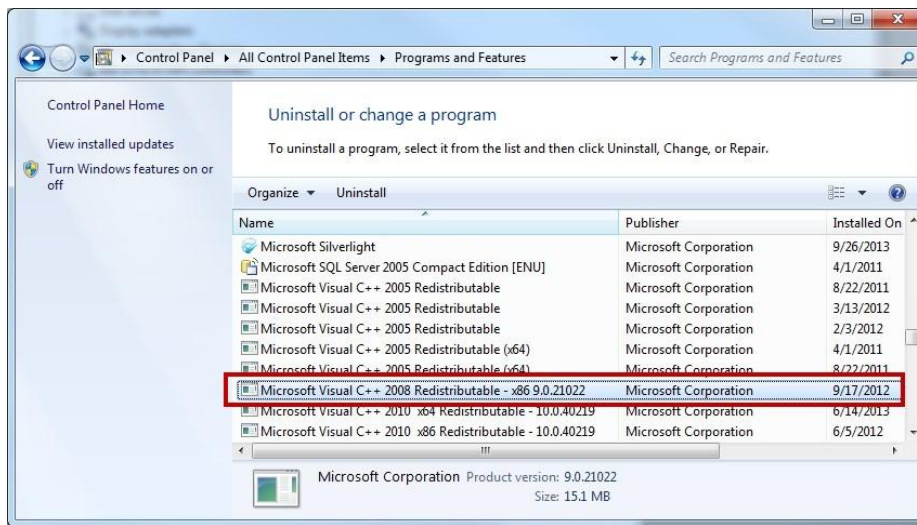 Control Panel ▸ All Control Panel Items ▸ Programs and Features
Search Programs and Features
Control Panel Home
View installed updates
Turn Windows features on or
off
Uninstall or change a program
To uninstall a program, select it from the list and then click Uninstall, Change, or Repair.
Organize Uninstall
Name Publisher Installed On
Microsoft Silverlight Microsoft Corporation 9/26/2013
Microsoft SQL Server 2005 Compact Edition [ENU] Microsoft Corporation 4/1/2011
Microsoft Visual C++ 2005 Redistributable Microsoft Corporation 8/22/2011
Microsoft Visual C++ 2005 Redistributable Microsoft Corporation 3/13/2012
Microsoft Visual C++ 2005 Redistributable Microsoft Corporation 2/3/2012
Microsoft Visual C++ 2005 Redistributable (x64) Microsoft Corporation 4/1/2011
Microsoft Visual C++ 2005 Redistributable (x64) Microsoft Corporation 8/22/2011
Microsoft Visual C++ 2008 Redistributable - x86 9.0.21022 Microsoft Corporation 9/17/2012
Microsoft Visual C++ 2010 x64 Redistributable - 10.0.40219 Microsoft Corporation 6/14/2013
Microsoft Visual C++ 2010 x86 Redistributable - 10.0.40219 Microsoft Corporation 6/5/2012
Microsoft Corporation Product version: 9.0.21022
Size: 15.1 MB